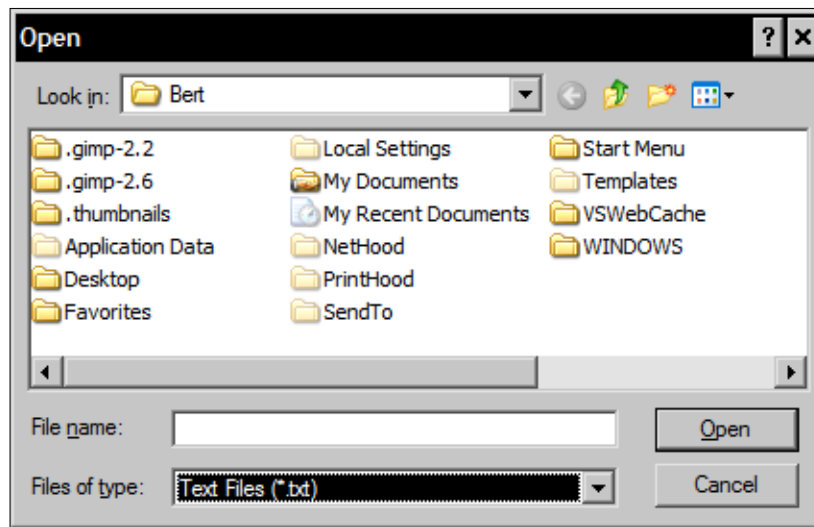 Open
Look in: Bert
.gimp-2.2
.gimp-2.6
.thumbnails
Application Data
Desktop
Favorites
Local Settings
My Documents
My Recent Documents
NetHood
PrintHood
SendTo
Start Menu
Templates
VSWebCache
WINDOWS
File name:
Open
Files of type: Text Files (*.txt)
Cancel